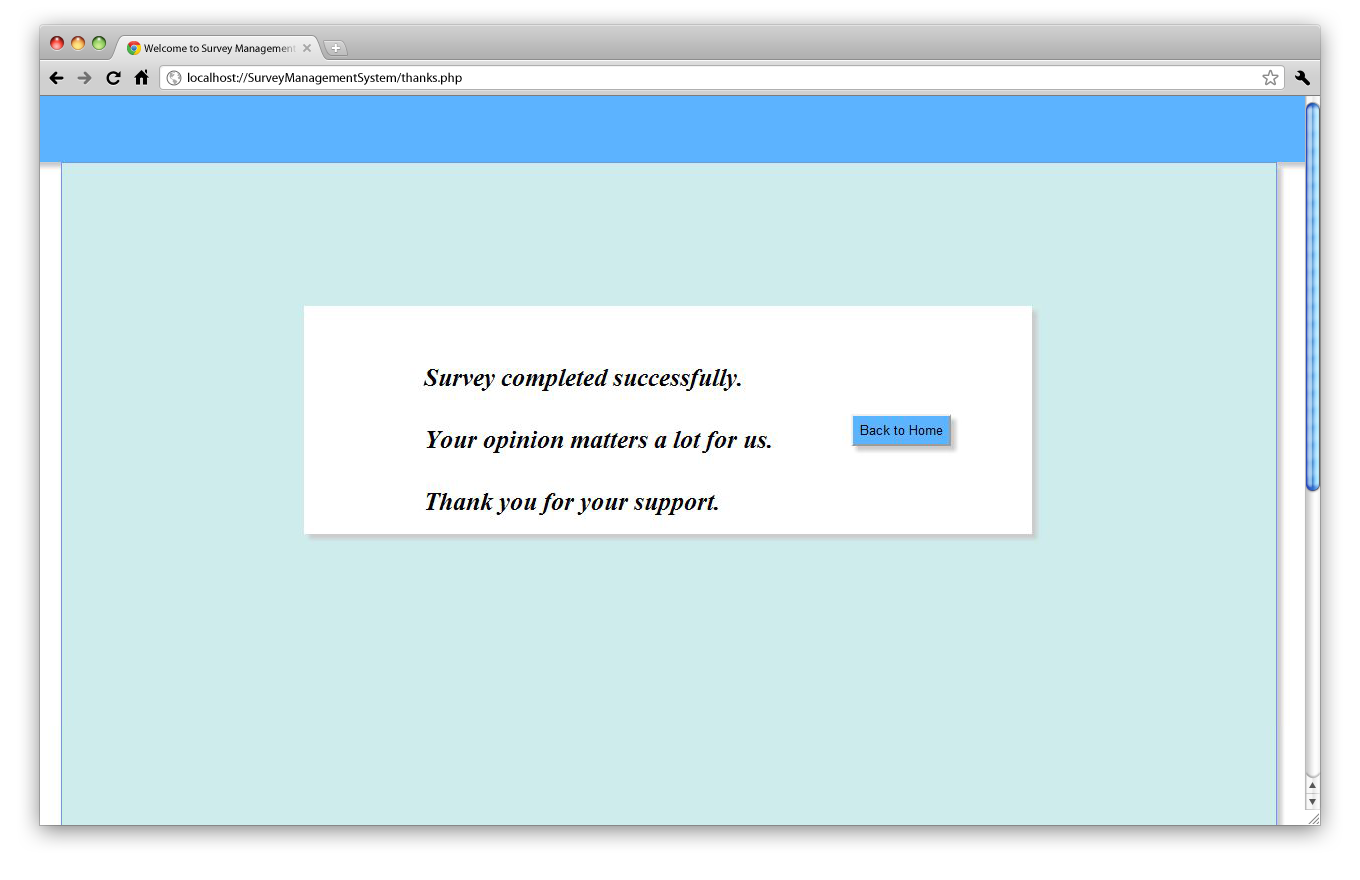 Welcome to Survey Management
localhost://SurveyManagementSystem/thanks.php
Survey completed successfully.
Your opinion matters a lot for us.
Back to Home
Thank you for your support.